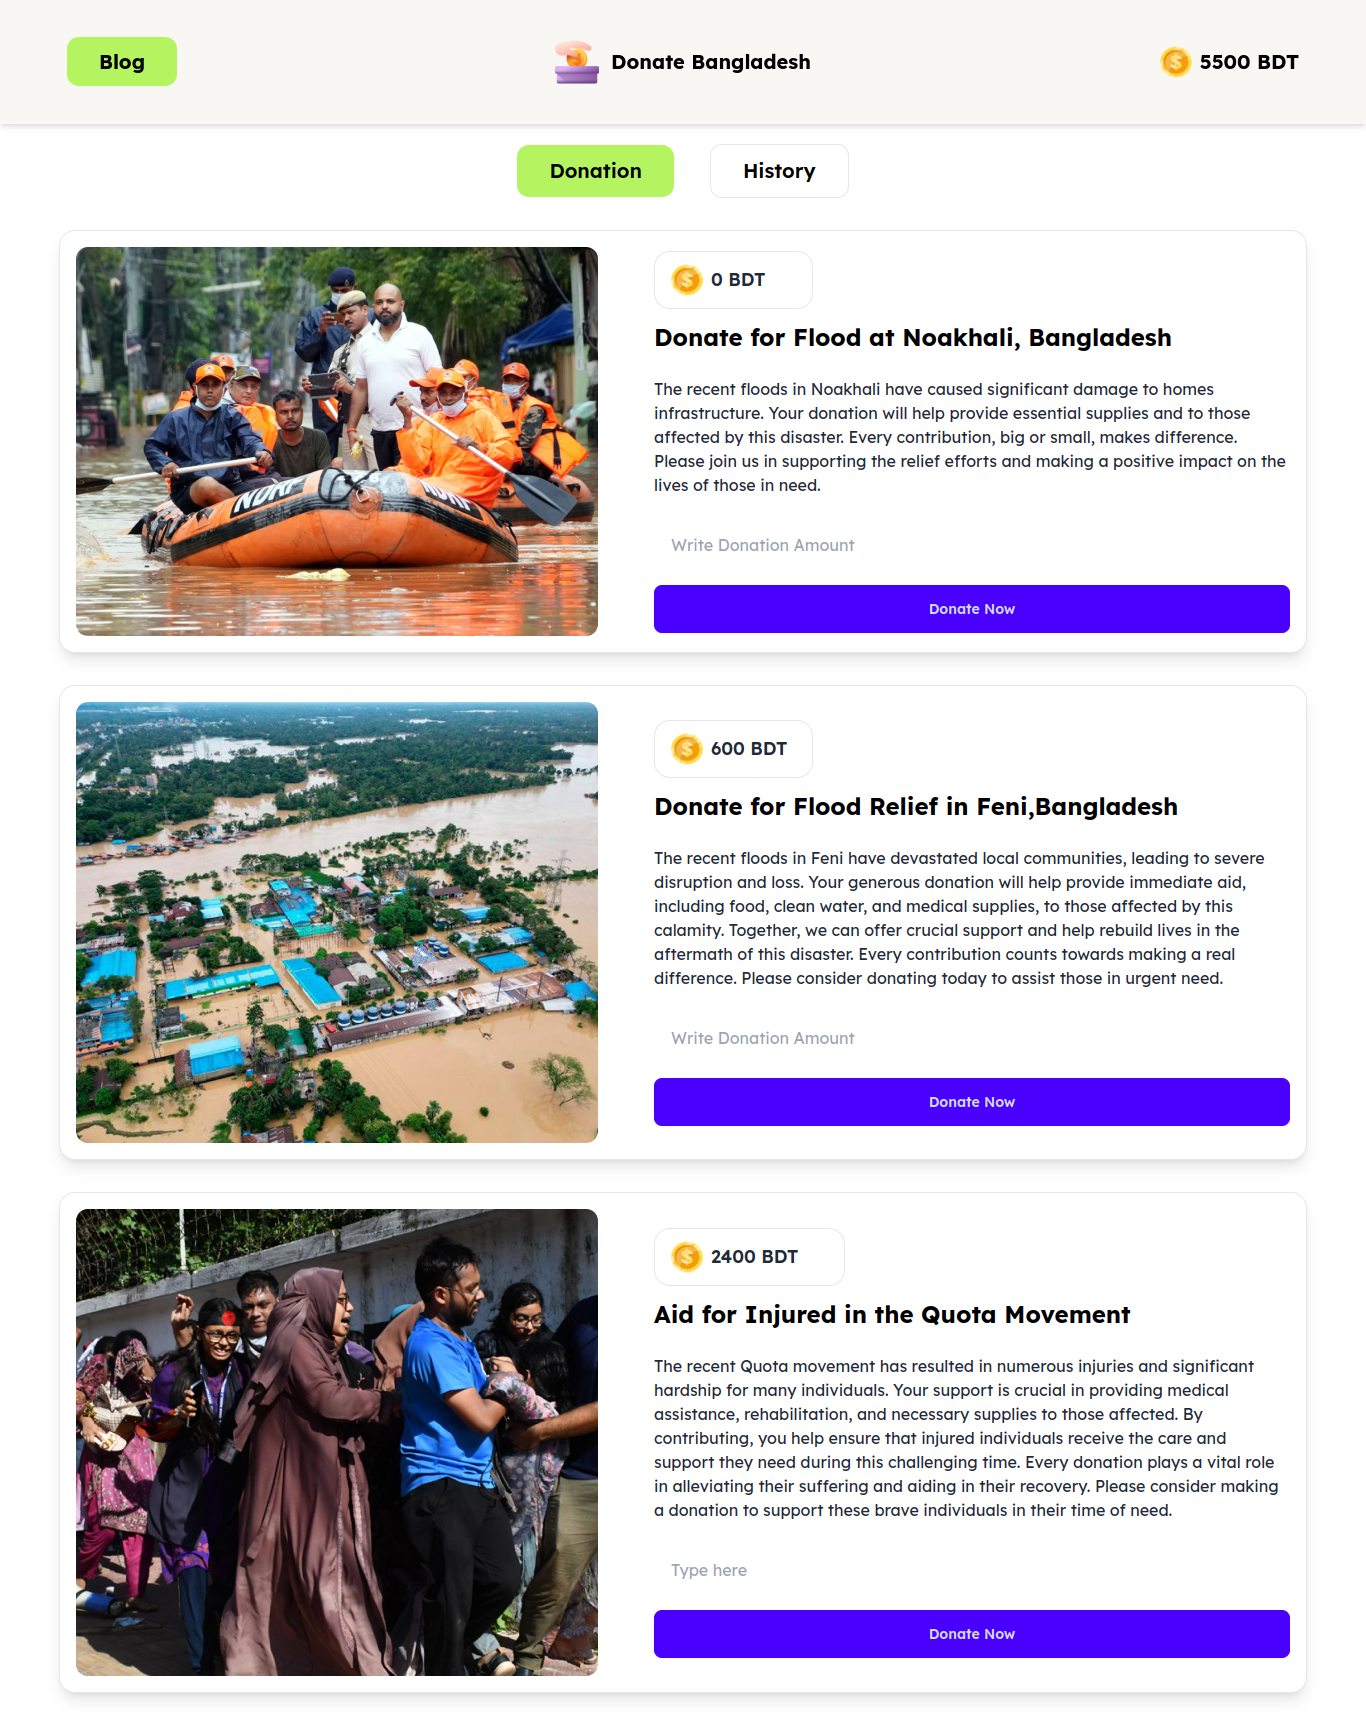 Blog
Donate Bangladesh
5500 BDT
Donation
History
NDRF
NDRF
0 BDT
Donate for Flood at Noakhali, Bangladesh
The recent floods in Noakhali have caused significant damage to homes
infrastructure. Your donation will help provide essential supplies and to those
affected by this disaster. Every contribution, big or small, makes difference.
Please join us in supporting the relief efforts and making a positive impact on the
lives of those in need.
Write Donation Amount
Donate Now
600 BDT
Donate for Flood Relief in Feni,Bangladesh
The recent floods in Feni have devastated local communities, leading to severe
disruption and loss. Your generous donation will help provide immediate aid,
including food, clean water, and medical supplies, to those affected by this
calamity. Together, we can offer crucial support and help rebuild lives in the
aftermath of this disaster. Every contribution counts towards making a real
difference. Please consider donating today to assist those in urgent need.
Write Donation Amount
Donate Now
2400 BDT
Aid for Injured in the Quota Movement
The recent Quota movement has resulted in numerous injuries and significant
hardship for many individuals. Your support is crucial in providing medical
assistance, rehabilitation, and necessary supplies to those affected. By
contributing, you help ensure that injured individuals receive the care and
support they need during this challenging time. Every donation plays a vital role
in alleviating their suffering and aiding in their recovery. Please consider making
a donation to support these brave individuals in their time of need.
Type here
Donate Now